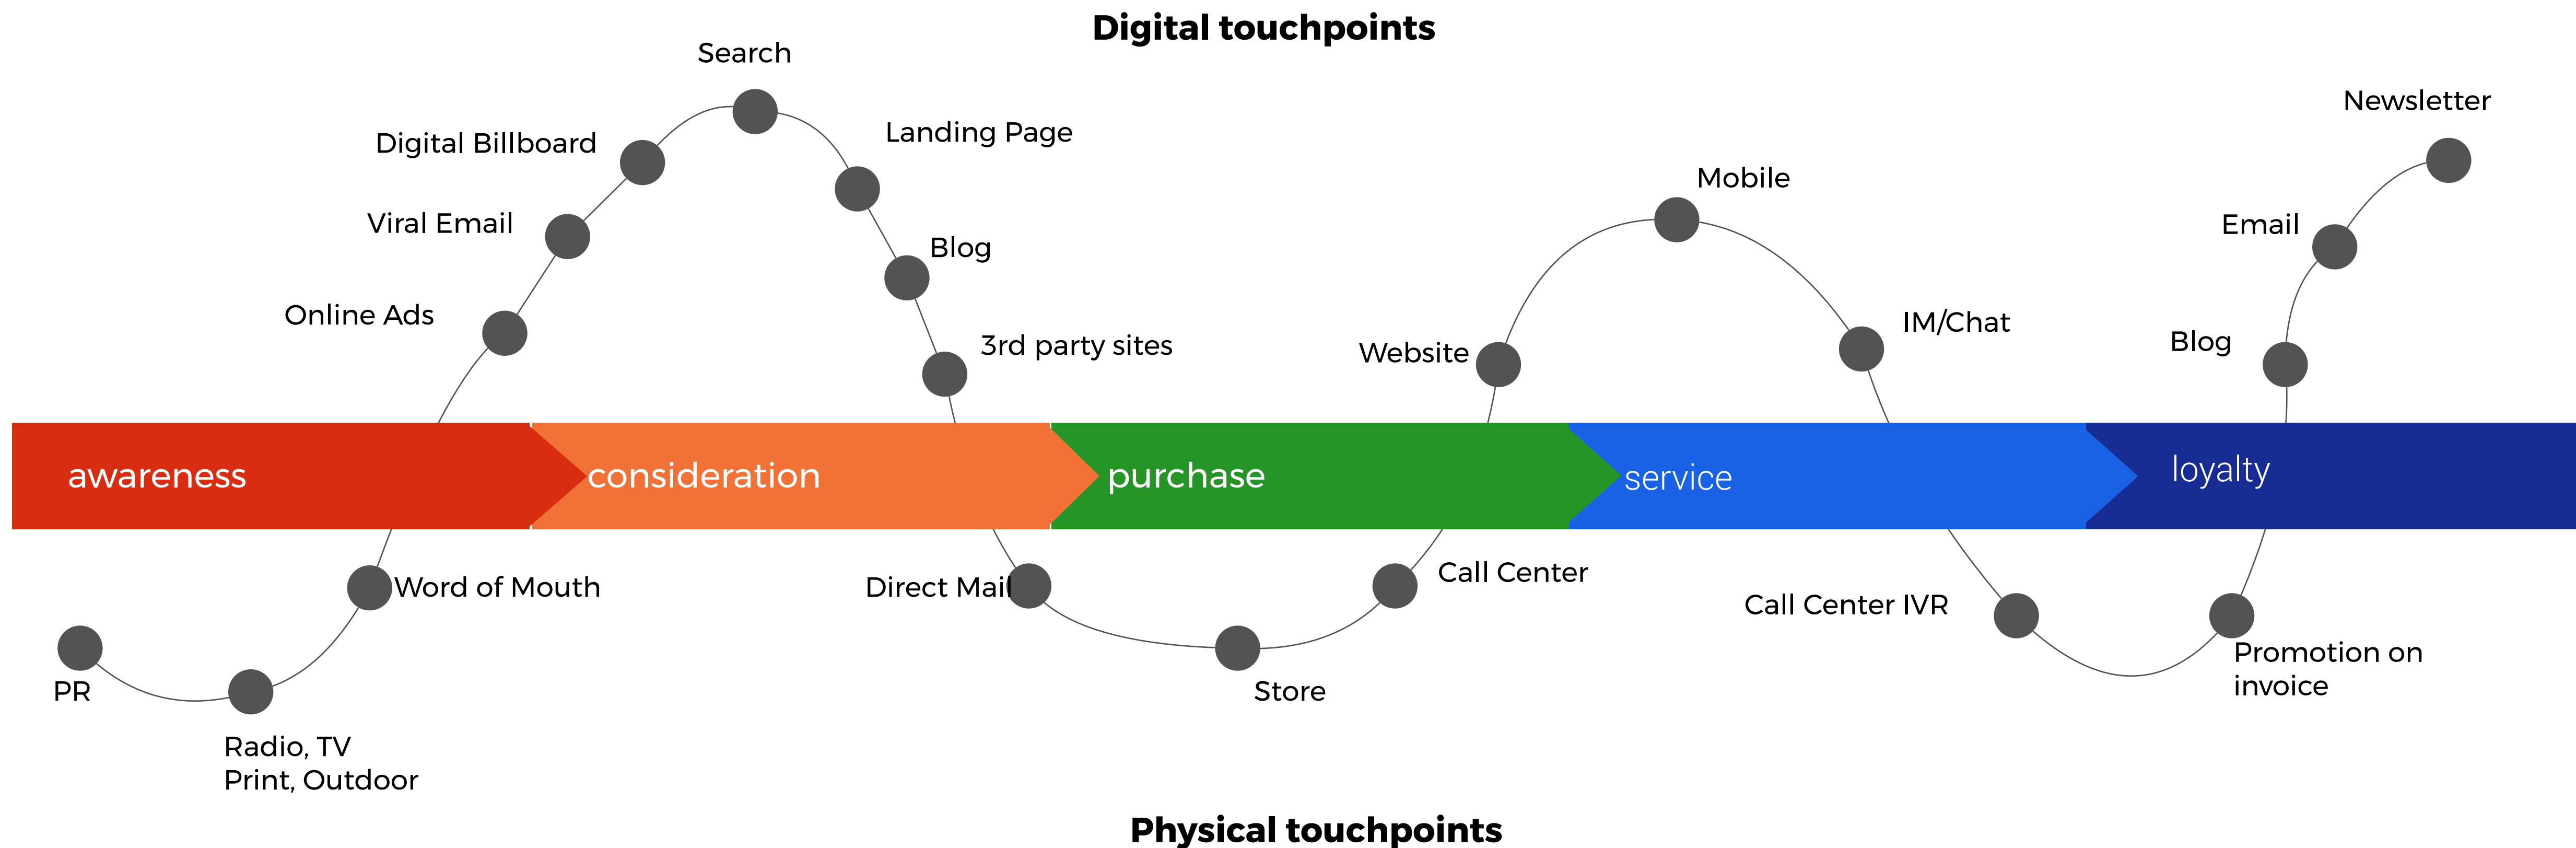 Digital touchpoints
Search
Newsletter
Landing Page
Digital Billboard
Mobile
Viral Email
Email
Blog
Online Ads
IM/Chat
Blog
3rd party sites
Website
awareness
consideration
purchase
service
loyalty
Word of Mouth
Direct Mail
Call Center
Call Center IVR
Promotion on
invoice
PR
Store
Radio, TV
Print, Outdoor
Physical touchpoints